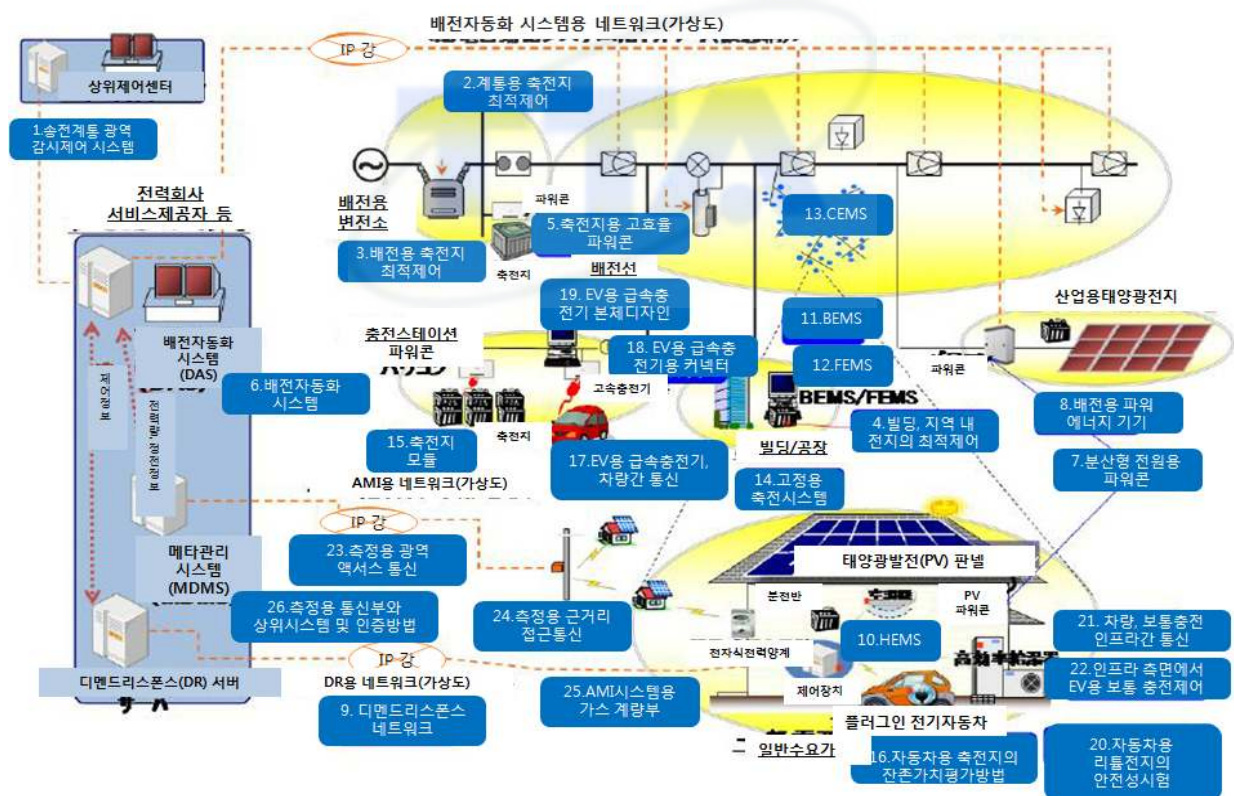 배전자동화 시스템용 네트워크(가상도)
IP 강
상위제어센터
1.송전계통 광역
감시제어 시스템
2.계통용 축전지
최적제어
전력회사
서비스제공자 등
배전용
변전소
파워콘
5.축전지용 고효율
파워콘
13.CEMS
3.배전용 축전지
최적제어
축전지
배전선
19. EV용 급속충
전기 본체디자인
산업용태양광전지
11.BEMS
배전자동화
시스템
(DAS)
충전스테이션
파워콘
18. EV용 급속충
전기용 커넥터
12.FEMS
파워콘
제어정보
6.배전자동화
시스템
고속충전기
BEMS/FEMS
8.배전용 파워
에너지 기기
4.빌딩, 지역 내
전지의 최적제어
15.축전지
모듈
축전지
17.EV용 급속충전기,
차량간 통신
빌딩/공장
7.분산형 전원용
파워콘
AMI용 네트워크(가상도)
14.고정용
축전시스템
IP 강
메타관리
시스템
(MDMS)
23.측정용 광역
액서스 통신
태양광발전(PV) 판넬
분전반
PV
파워콘
26.측정용 통신부와
상위시스템 및 인증방법
24.측정용 근거리
접근통신
10.HEMS
21. 차량, 보통충전
인프라간 통신
전자식전력양계
IP 강
디멘드리스폰스(DR) 서버
DR용 네트워크(가상도)
제어장치
22.인프라 측면에서
EV용 보통 충전제어
9. 디멘드리스폰스
네트워크
25.AMI시스템용
가스 계량부
플러그인 전기자동차
일반수요가
16.자동차용 축전지의
잔존가치평가방법
20.자동차용
리튬전지의
안전성시험